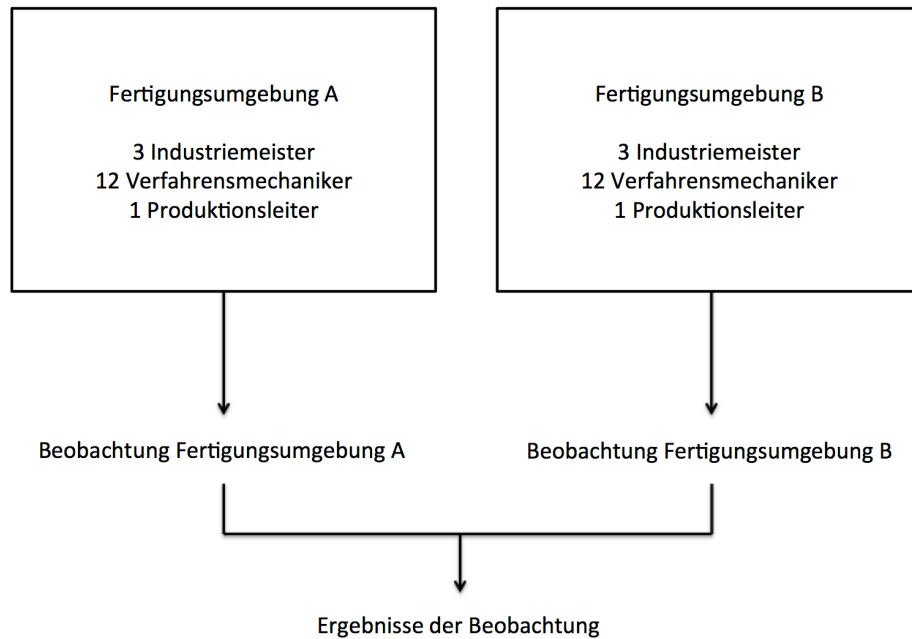 Fertigungsumgebung A
3 Industriemeister
12 Verfahrensmechaniker
1 Produktionsleiter
Fertigungsumgebung B
3 Industriemeister
12 Verfahrensmechaniker
1 Produktionsleiter
Beobachtung Fertigungsumgebung A
Beobachtung Fertigungsumgebung B
Ergebnisse der Beobachtung